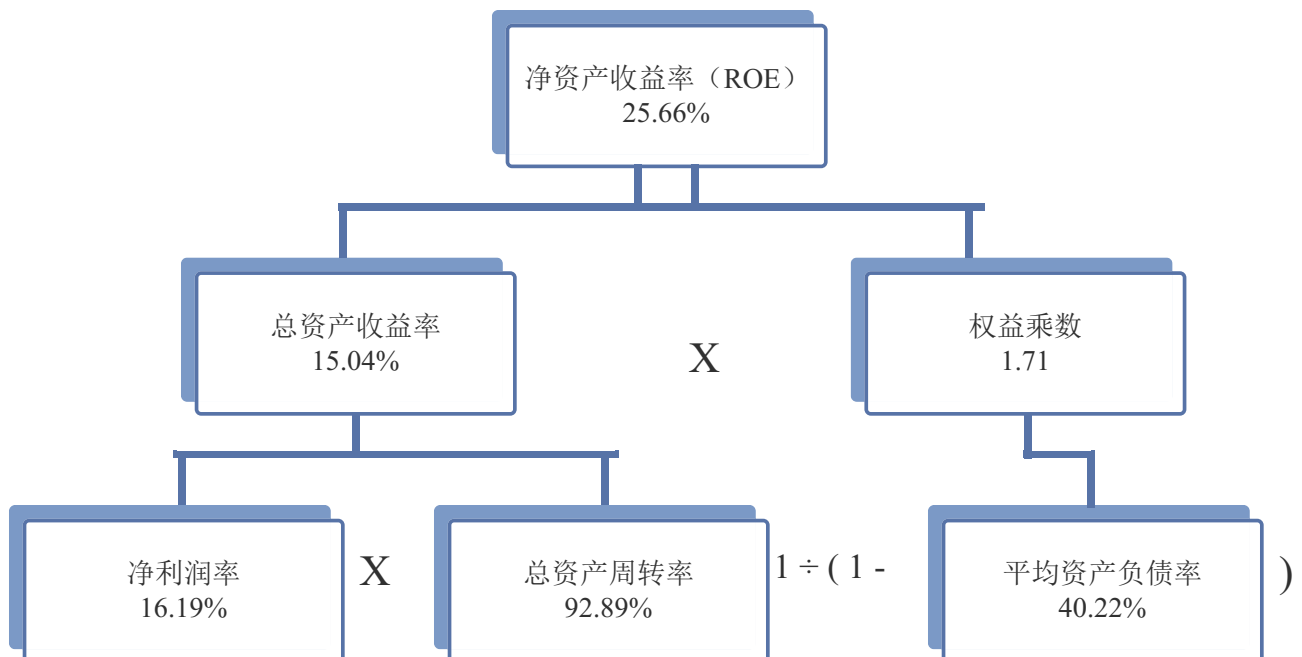 净资产收益率（ROE）
25.66%
总资产收益率
15.04%
X
权益乘数
1.71
净利润率
16.19%
X
总资产周转率
92.89%
1 ÷ ( 1 -
平均资产负债率
40.22%
)